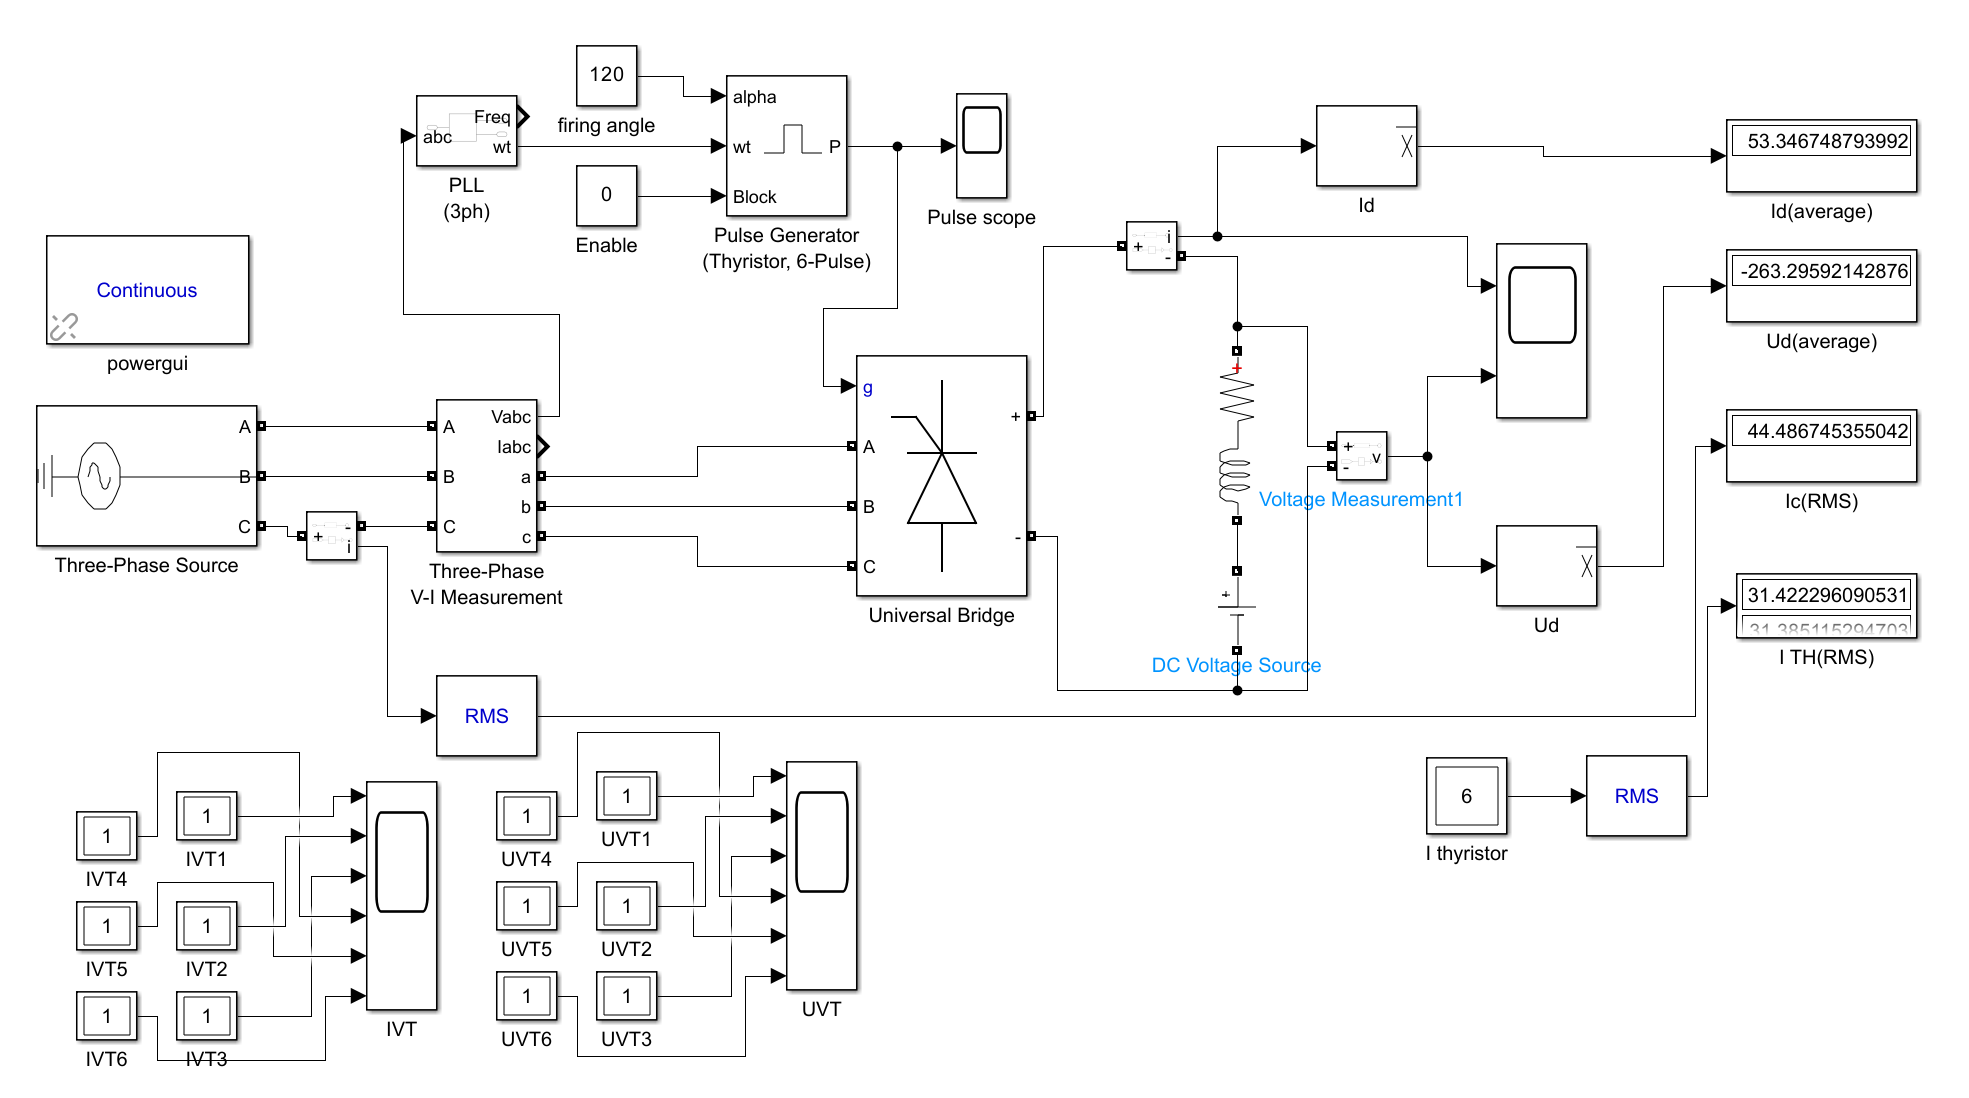 120
firing angle
alpha
wt
Block
P
Freq
abc
wt
PLL
(3ph)
0
Enable
Pulse Generator
(Thyristor, 6-Pulse)
Pulse scope
Id
53.346748793992
Id(average)
-263.29592142876
Ud(average)
i
+
-
Continuous
powergui
g
A
B
C
+
-
Universal Bridge
A
B
C
Three-Phase Source
+
-
i
Vabc
Iabc
A
B
C
a
b
c
Three-Phase
V-I Measurement
+
+
-
v
Voltage Measurement1
+
DC Voltage Source
44.486745355042
Ic(RMS)
Ud
31.422296090531
31.385115294703
I TH(RMS)
RMS
6
I thyristor
RMS
1
IVT4
1
IVT1
1
IVT5
1
IVT2
1
IVT6
1
IVT3
IVT
1
UVT4
1
UVT1
1
UVT5
1
UVT2
1
UVT6
1
UVT3
UVT